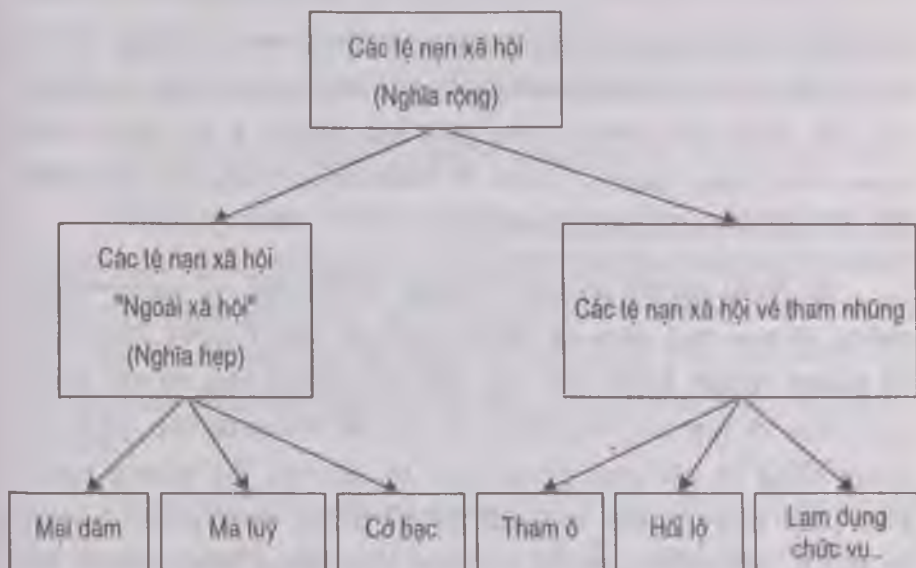 Các tệ nạn xã hội
(Nghĩa rộng)
Các tệ nạn xã hội
"Ngoài xã hội"
(Nghĩa hẹp)
Các tệ nạn xã hội về tham nhũng
Mại dâm
Ma tuý
Cờ bạc
Tham ô
Hối lộ
Lạm dụng
chức vụ...